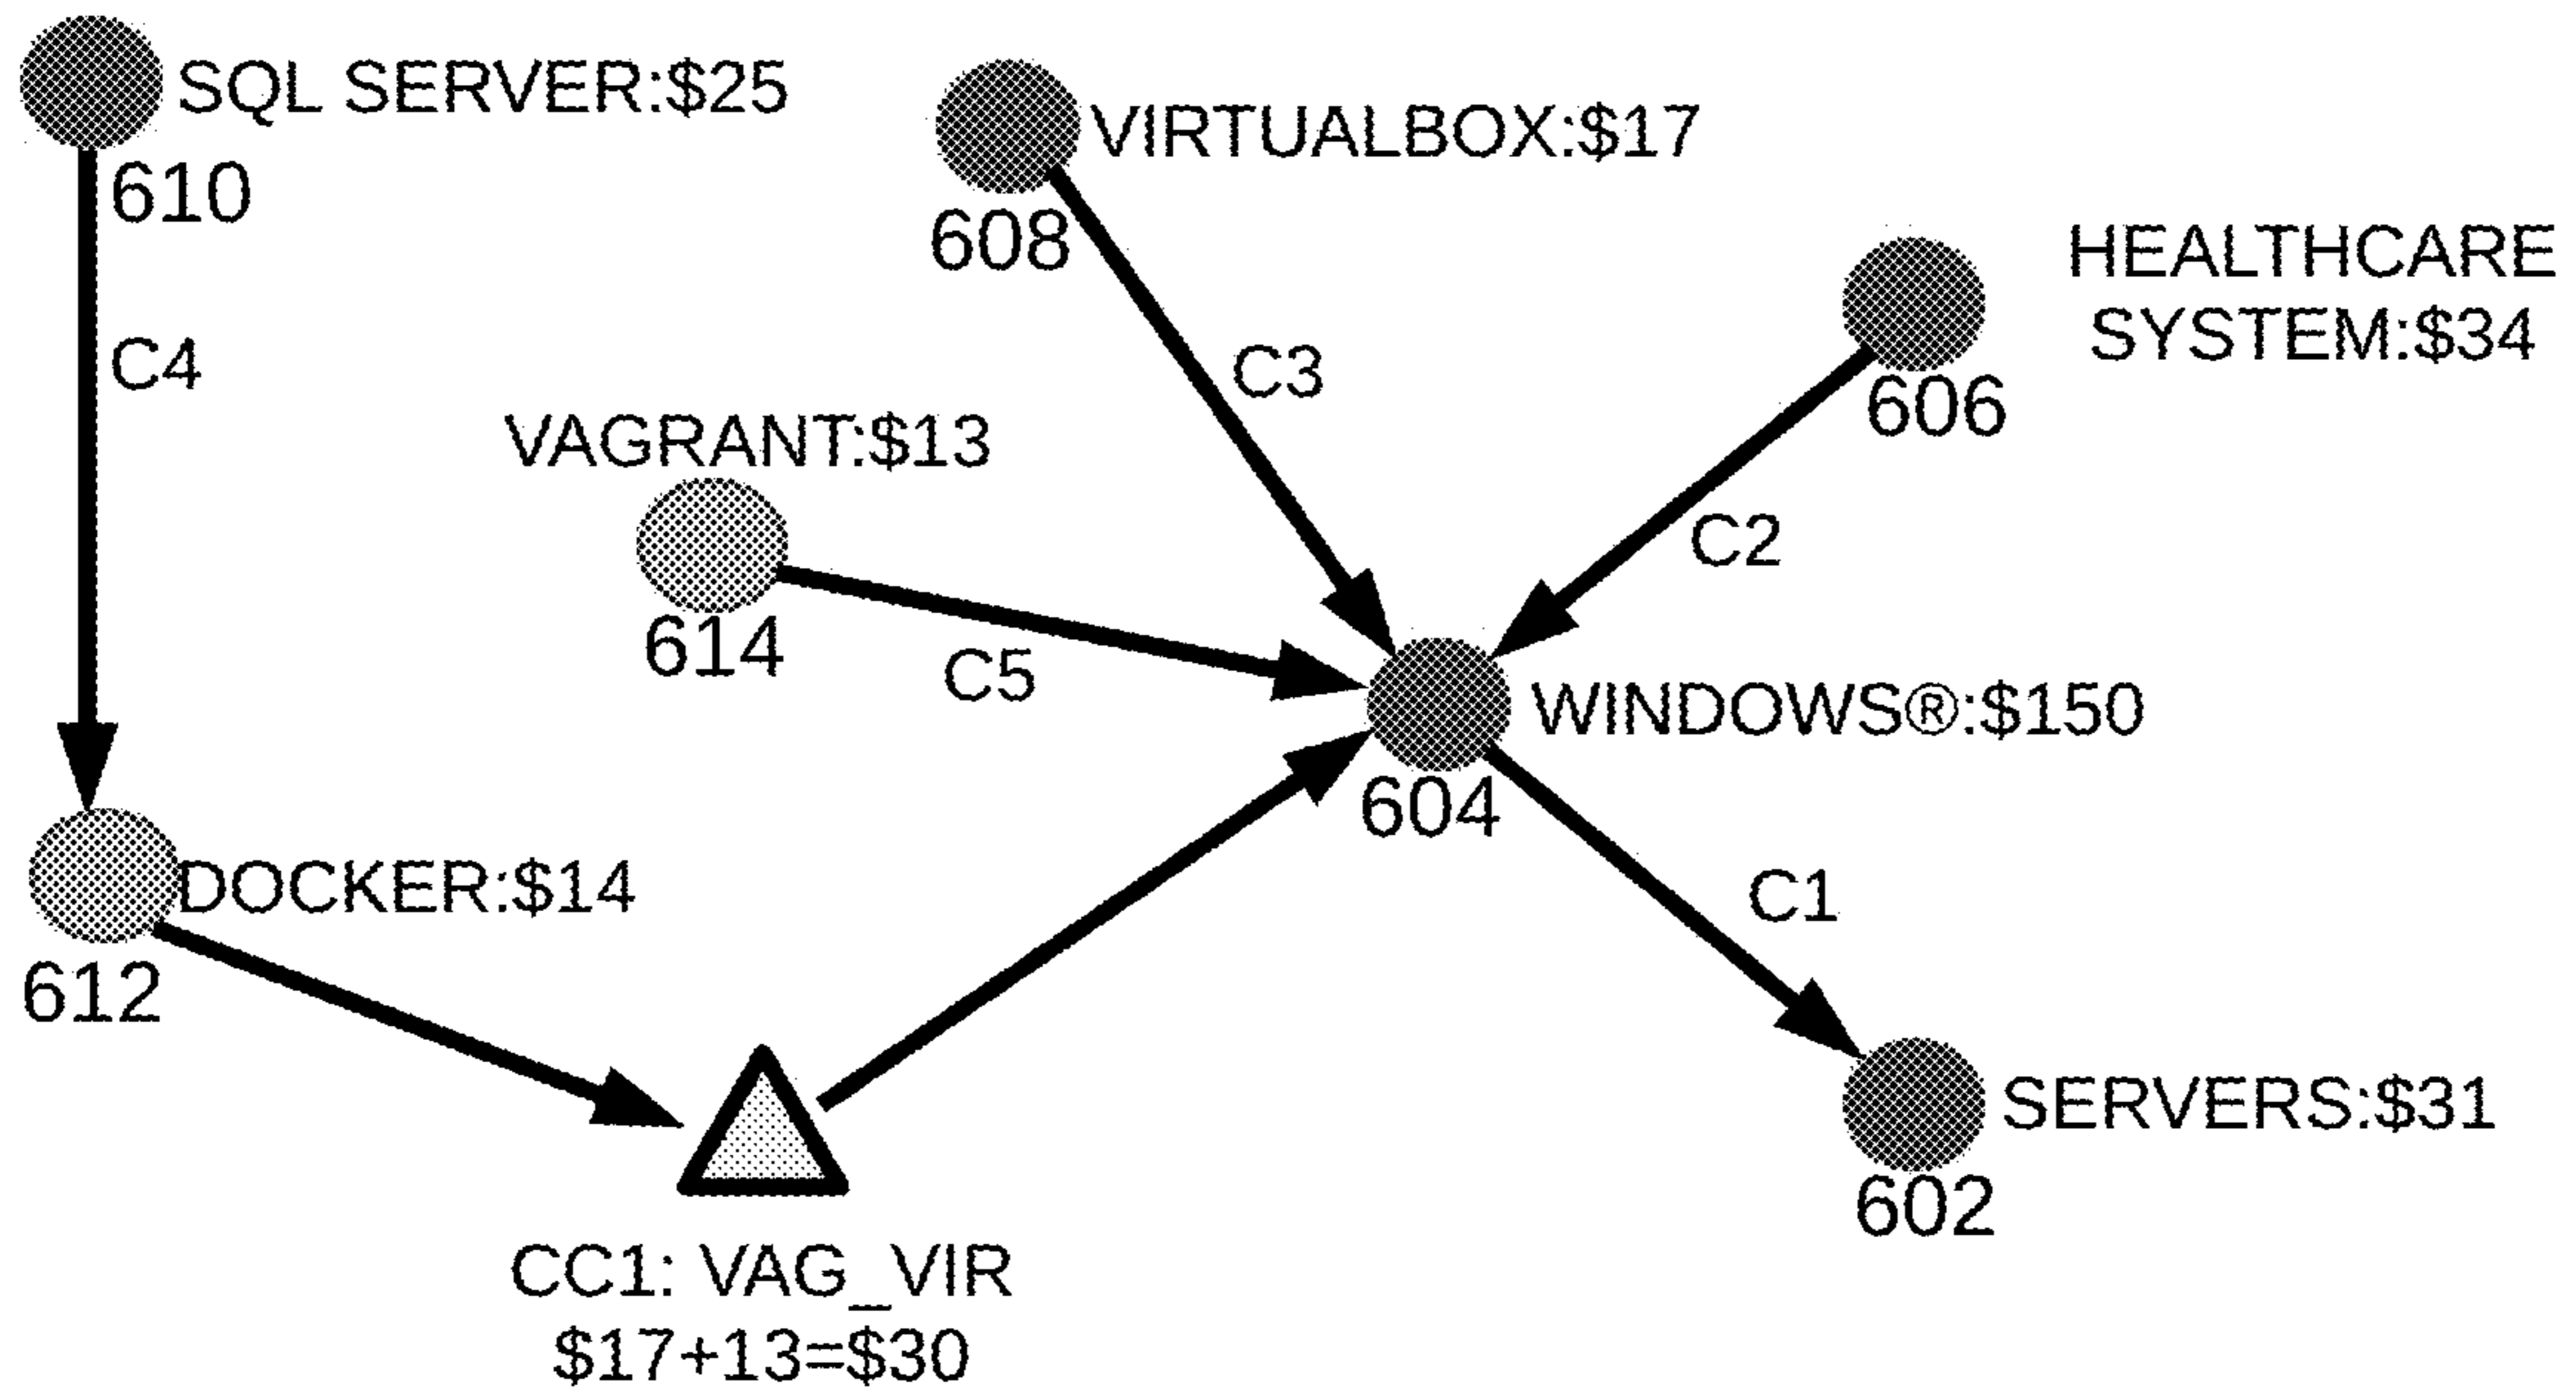 SQL SERVER:$25
610
VIRTUALBOX:$17
608
HEALTHCARE
SYSTEM:$34
606
C4
C3
VAGRANT:$13
614
C2
C5
WINDOWS®:$150
604
DOCKER:$14
612
C1
SERVERS:$31
602
CC1: VAG_VIR
$17+13=$30